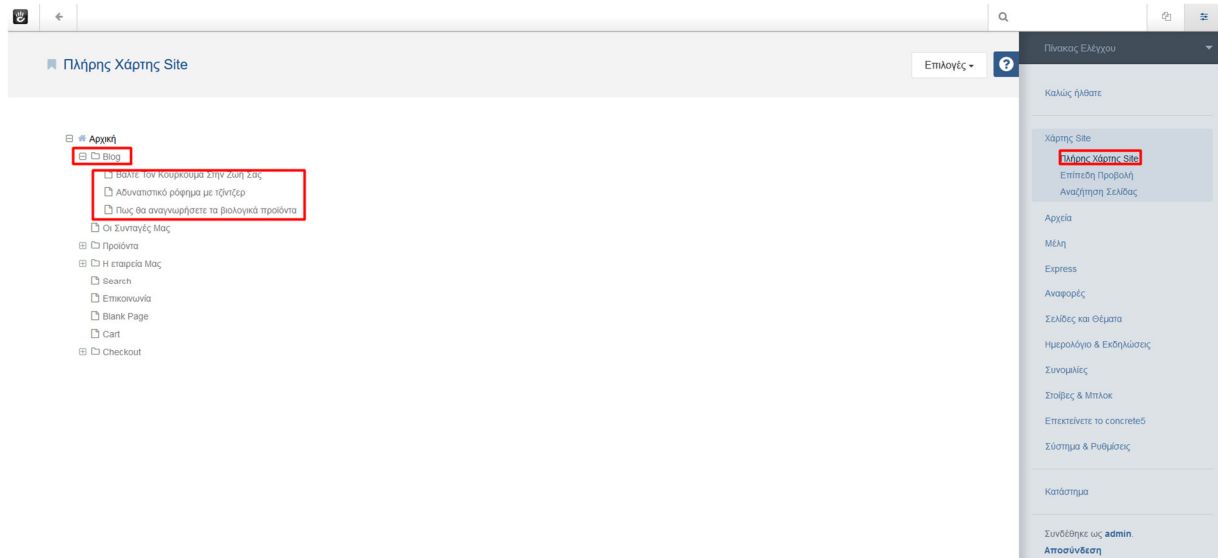 Πίνακας Ελέγχου
Πλήρης Χάρτης Site
Επιλογές
?
Καλώς ήλθατε
Αρχική
Blog
Βάλτε Τον Κουρκουμά Στην Ζωή Σας
Αδυνατιστικό ρόφημα με τζίντζερ
Πως θα αναγνωρήσετε τα βιολογικά προϊόντα
Οι Συνταγές Μας
Προϊόντα
Η εταιρεία Μας
Search
Επικοινωνία
Blank Page
Cart
Checkout
Χάρτης Site
Πλήρης Χάρτης Site
Επίπεδη Προβολή
Αναζήτηση Σελίδας
Αρχεία
Μέλη
Express
Αναφορές
Σελίδες και Θέματα
Ημερολόγιο & Εκδηλώσεις
Συνομιλίες
Στοίβες & Μπλοκ
Επεκτείνετε το concrete5
Σύστημα & Ρυθμίσεις
Κατάστημα
Συνδέθηκε ως admin.
Αποσύνδεση